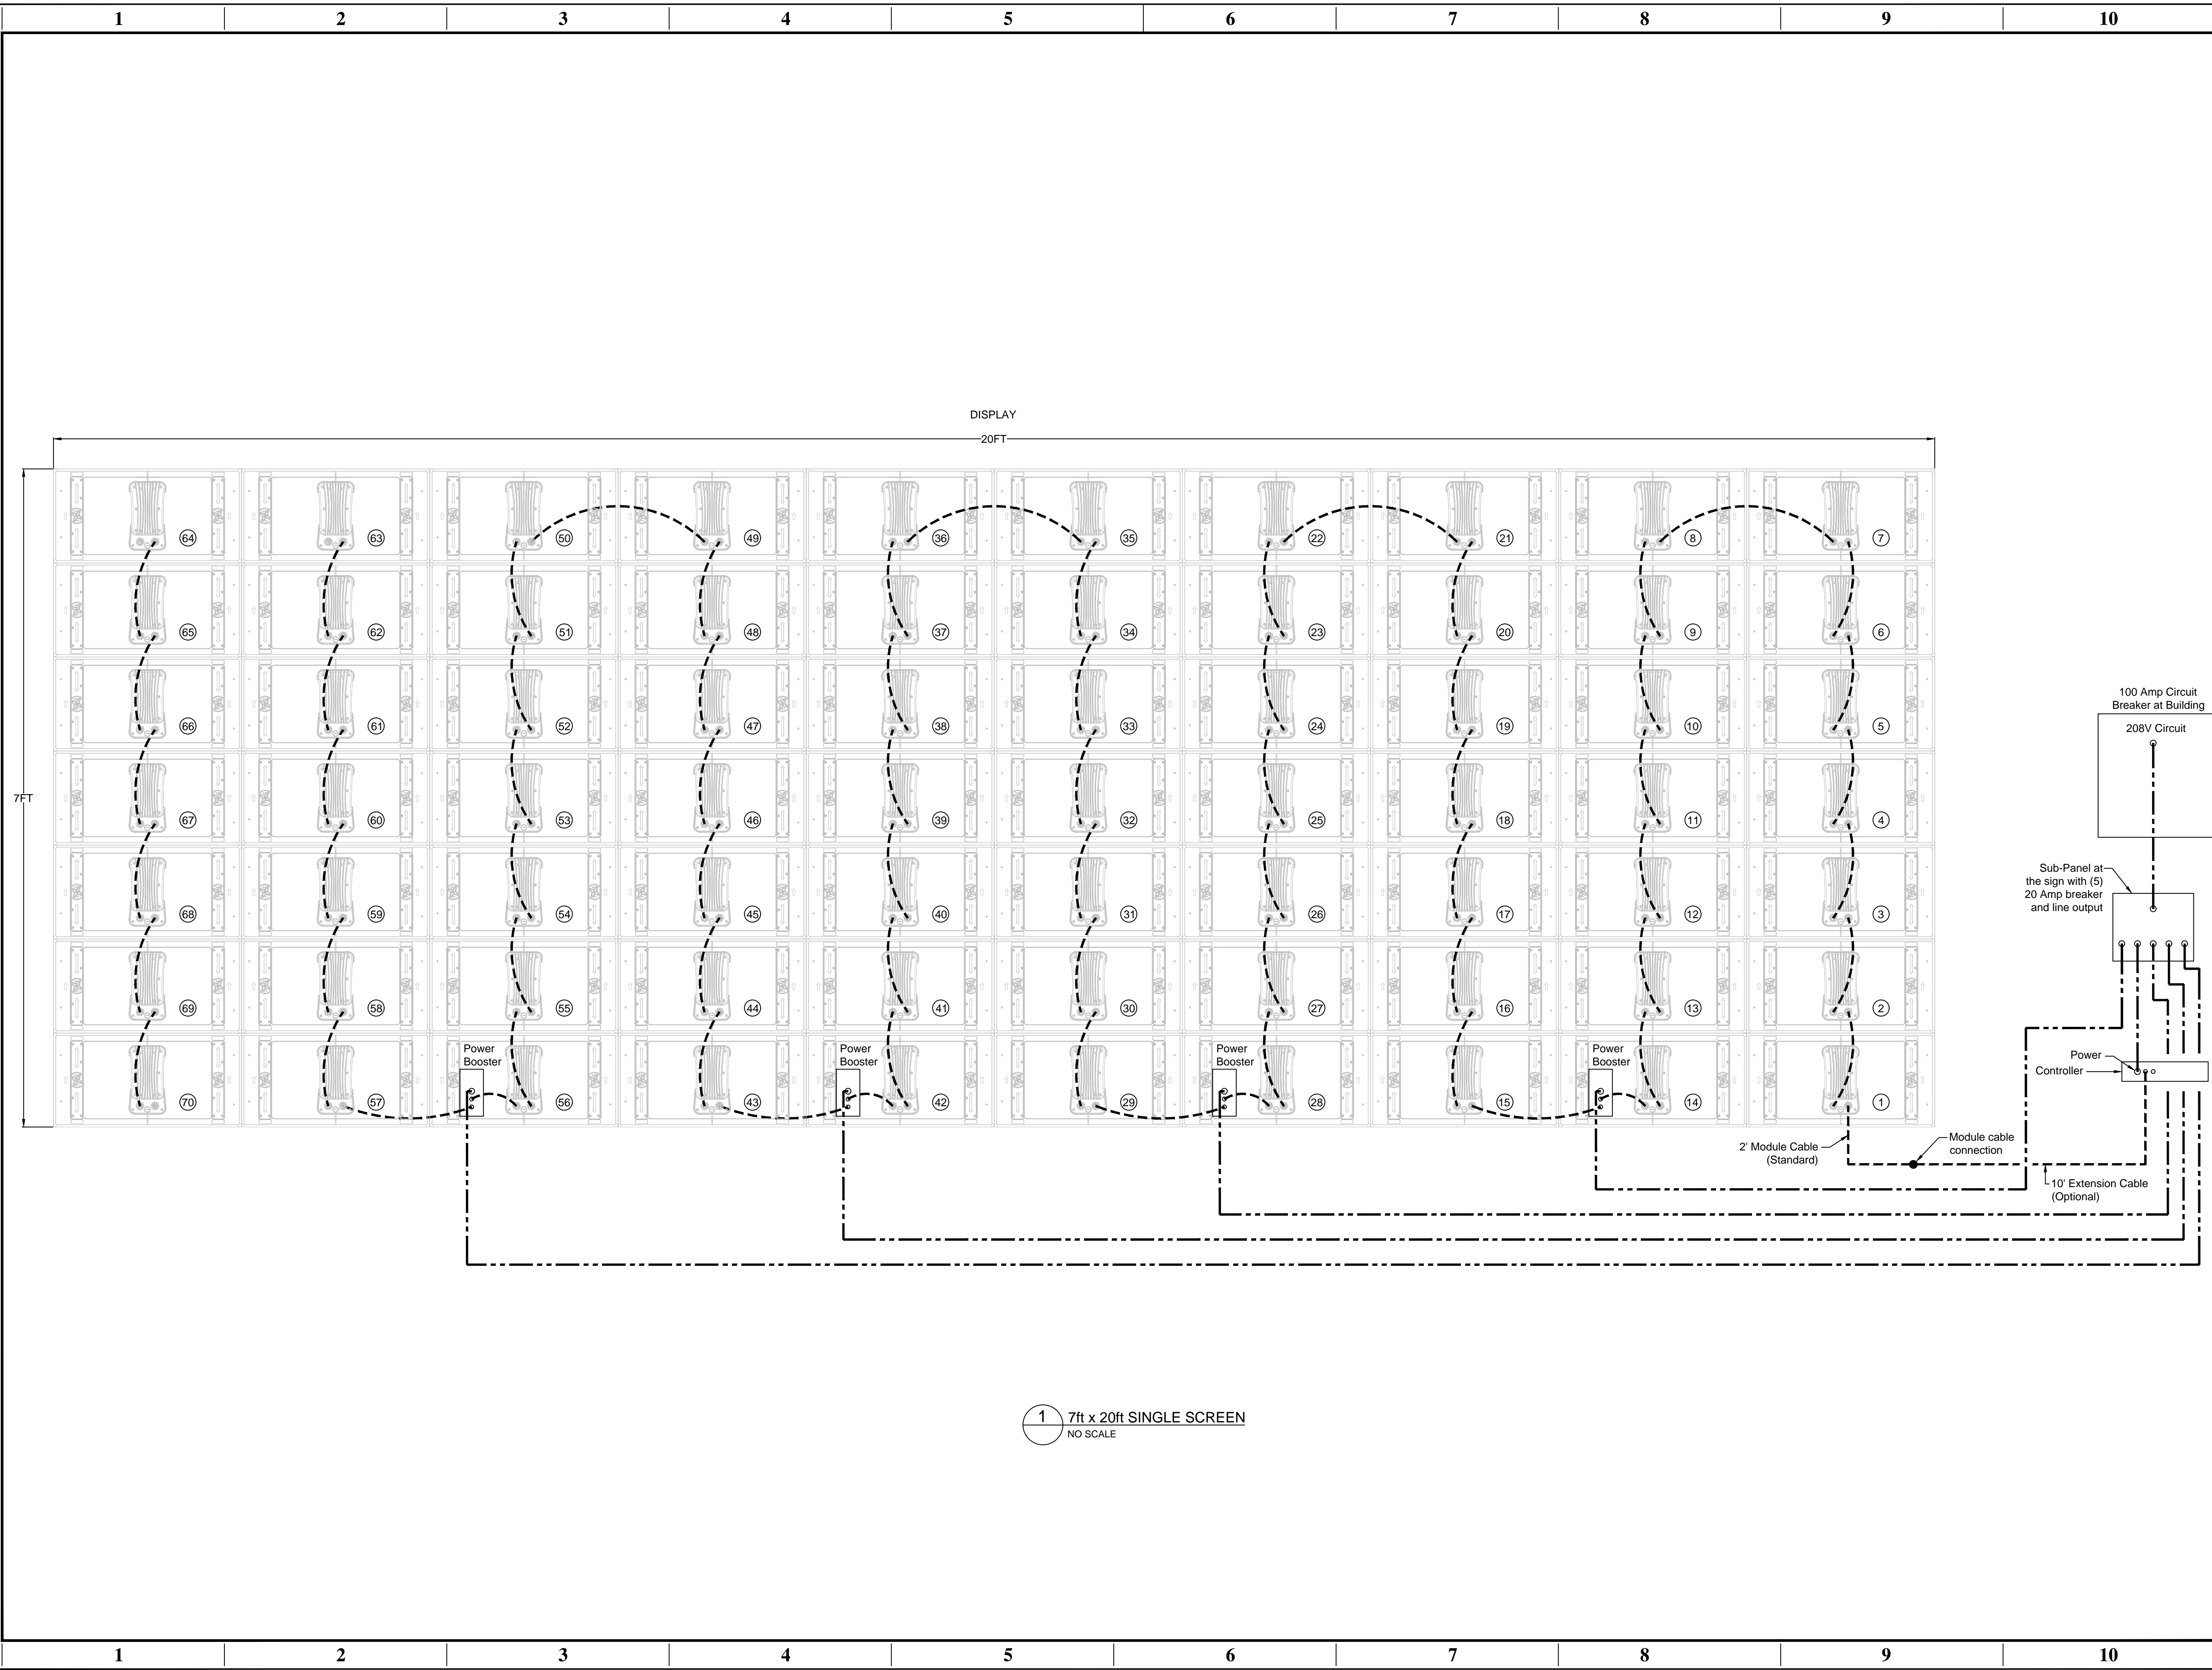 1 2 3 4 5 6 7 8 9 10
DISPLAY
20FT
7FT
64 63 50 49 36 35 22 21 8 7
65 62 51 48 37 34 23 20 9 6
66 61 52 47 38 33 24 19 10 5
67 60 53 46 39 32 25 18 11 4
68 59 54 45 40 31 26 17 12 3
69 58 55 44 41 30 27 16 13 2
Power
Booster
Power
Booster
Power
Booster
Power
Booster
70 57 56 43 42 29 28 15 14 1
100 Amp Circuit
Breaker at Building
208V Circuit
Sub-Panel at
the sign with (5)
20 Amp breaker
and line output
Power
Controller
2' Module Cable
(Standard)
Module cable
connection
10' Extension Cable
(Optional)
1
7ft x 20ft SINGLE SCREEN
NO SCALE
1 2 3 4 5 6 7 8 9 10